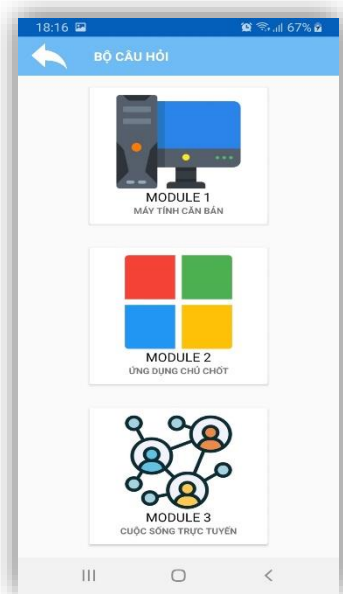 18:16 67%
BỘ CÂU HỎI
MODULE 1
MÁY TÍNH CĂN BẢN
MODULE 2
ỨNG DỤNG CHỦ CHỐT
MODULE 3
CUỘC SỐNG TRỰC TUYẾN